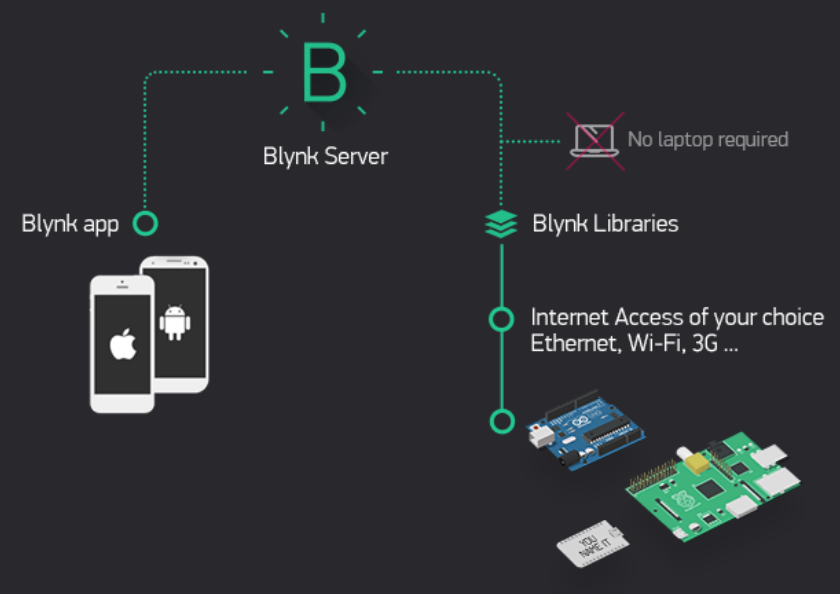 B
Blynk Server
No laptop required
Blynk app
Blynk Libraries
Internet Access of your choice
Ethernet, Wi-Fi, 3G ...
YOU
NAME IT